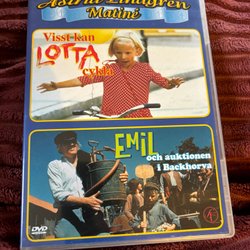 Astrid Lindgren
Matiné
Visst kan
LOTTA
cykla
EMIL
och auktionen
i Backhorva
DVD